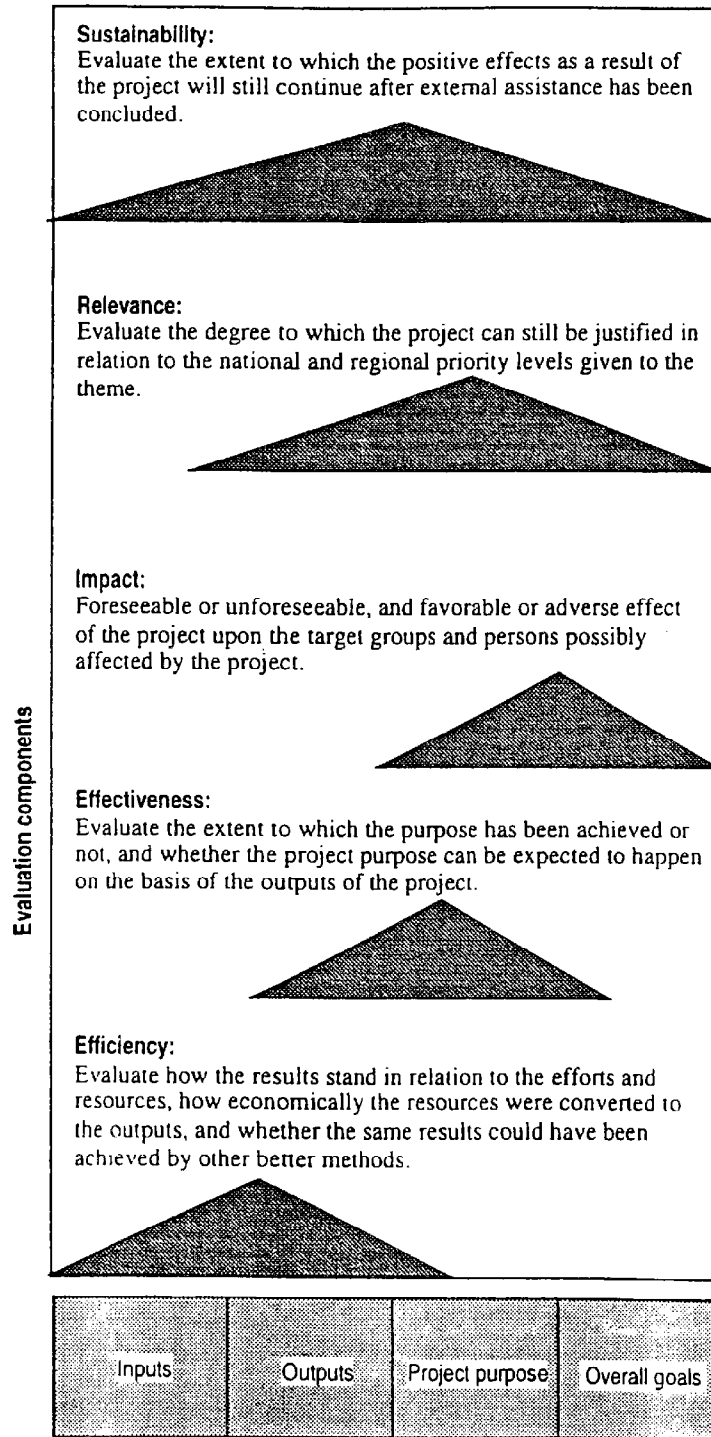 Sustainability:
Evaluate the extent to which the positive effects as a result of
the project will still continue after external assistance has been
concluded.
Relevance:
Evaluate the degree to which the project can still be justified in
relation to the national and regional priority levels given to the
theme.
Impact:
Foreseeable or unforeseeable, and favorable or adverse effect
of the project upon the target groups and persons possibly
affected by the project.
Effectiveness:
Evaluate the extent to which the purpose has been achieved or
not, and whether the project purpose can be expected to happen
on the basis of the outputs of the project.
Efficiency:
Evaluate how the results stand in relation to the efforts and
resources, how economically the resources were converted to
the outputs, and whether the same results could have been
achieved by other better methods.
Evaluation components
Inputs
Outputs
Project purpose
Overall goals